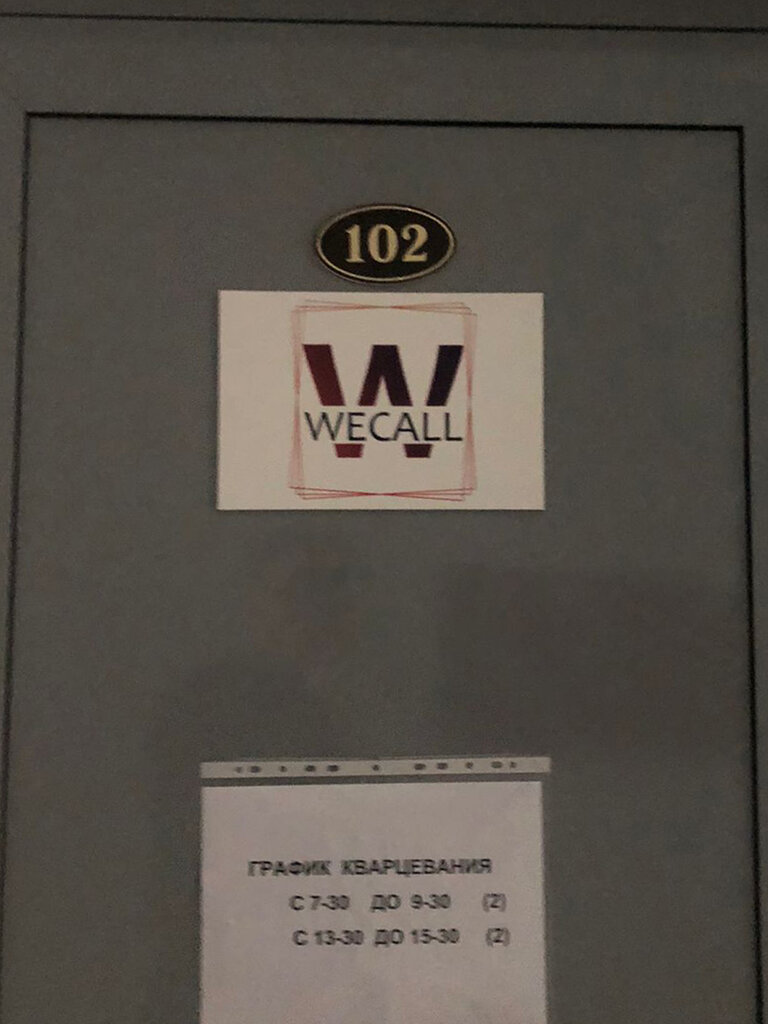 102
W
WECALL
ГРАФИК КВАРЦЕВАНИЯ
С 7-30 ДО 9-30 (2)
С 13-30 ДО 15-30 (2)